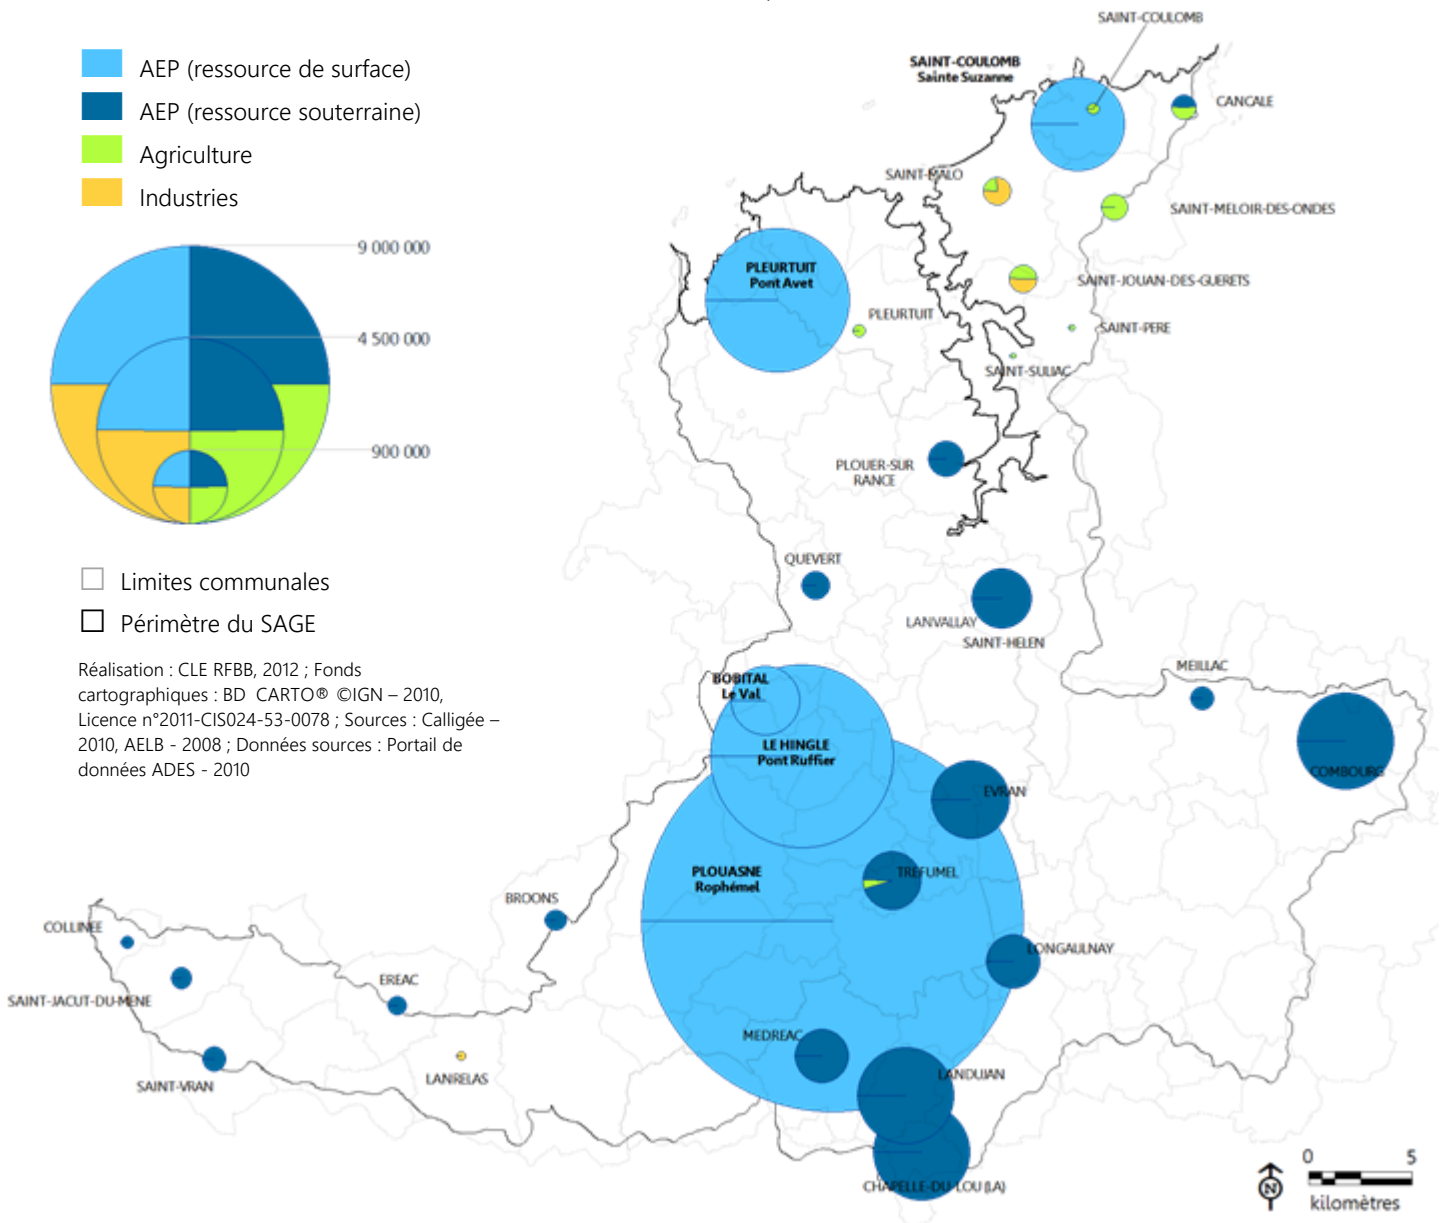 AEP (ressource de surface)
AEP (ressource souterraine)
Agriculture
Industries
9 000 000
4 500 000
900 000
Limites communales
Périmètre du SAGE
Réalisation : CLE RFBB, 2012 ; Fonds
cartographiques : BD CARTO® ©IGN – 2010,
Licence n°2011-CIS024-53-0078 ; Sources : Calligée –
2010, AELB - 2008 ; Données sources : Portail de
données ADES - 2010
SAINT-COULOMB
SAINT-COULOMB
Sainte Suzanne
CANCALE
SAINT-MALO
SAINT-MELOIR-DES-ONDES
PLEURTUIT
Pont Avet
SAINT-JOUAN-DES-GUERETS
PLEURTUIT
SAINT-PERE
SAINT-SULIAC
PLOUER-SUR
RANCE
QUEVERT
LANVALLAY
SAINT-HELEN
MEILLAC
BOBITAL
Le Val
LE HINGLE
Pont Ruffier
COMBOURG
EVRAN
PLOUASNE
Rophémel
TREFUMEL
BROONS
COLLINEE
LONGAULNAY
EREAC
SAINT-JACUT-DU-MENE
MEDREAC
LANRELAS
LANDUJAN
SAINT-VRAN
CHAPELLE-DU-LOU (LA)
N
0 5
kilomètres